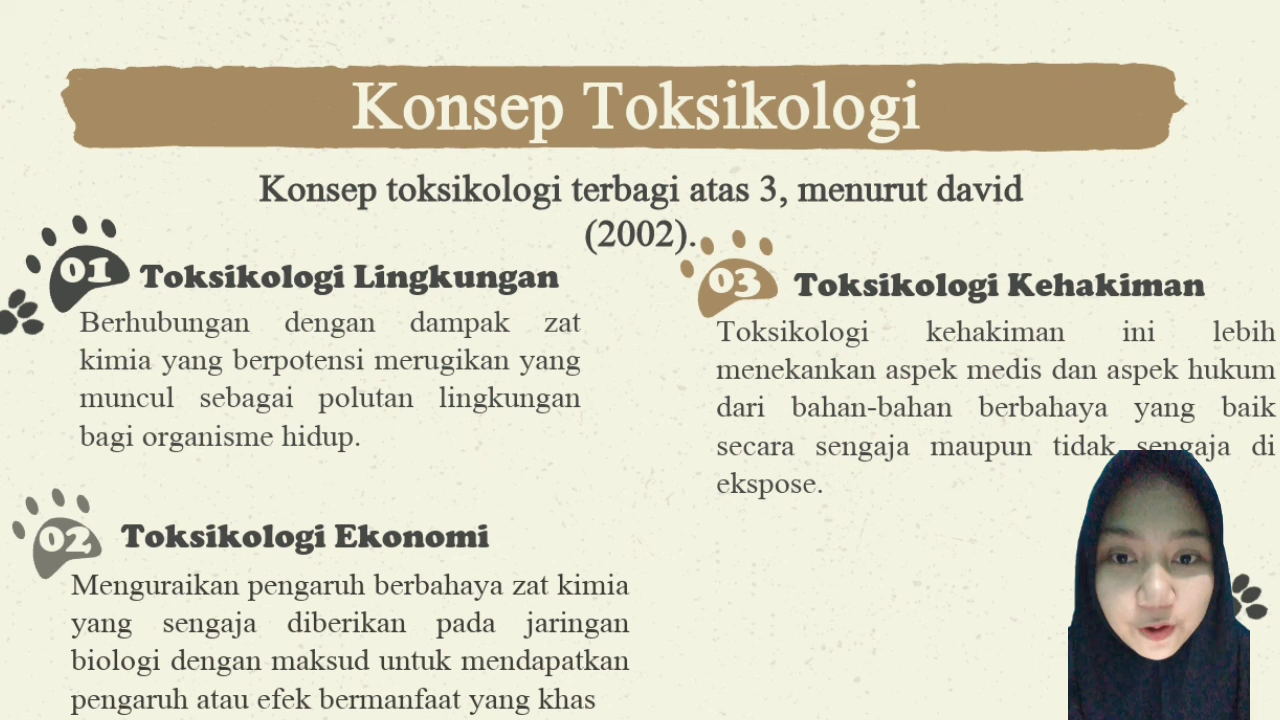 Konsep Toksikologi
Konsep toksikologi terbagi atas 3, menurut david
(2002).
01
Toksikologi Lingkungan
Berhubungan dengan dampak zat
kimia yang berpotensi merugikan yang
muncul sebagai polutan lingkungan
bagi organisme hidup.
02
Toksikologi Ekonomi
Menguraikan pengaruh berbahaya zat kimia
yang sengaja diberikan pada jaringan
biologi dengan maksud untuk mendapatkan
pengaruh atau efek bermanfaat yang khas
03
Toksikologi Kehakiman
Toksikologi kehakiman ini lebih
menekankan aspek medis dan aspek hukum
dari bahan-bahan berbahaya yang baik
secara sengaja maupun tidak sengaja di
ekspose.